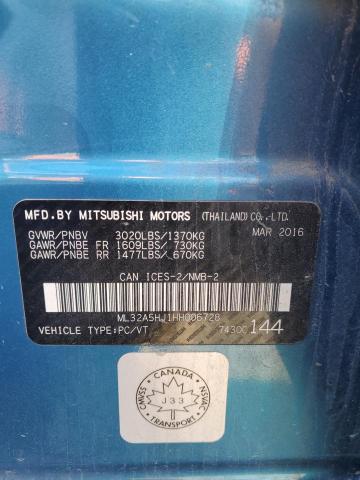 MFD.BY MITSUBISHI MOTORS (THAILAND) CO.,LTD.
MAR 2016
GVWR/PNBV 3020LBS/1370KG
GAWR/PNBE FR 1609LBS/ 730KG
GAWR/PNBE RR 1477LBS/ 670KG
CAN ICES-2/NMB-2
ML32A5HJ1HH006728
VEHICLE TYPE:PC/VT 7430C 144
CANADA
CMVSS
J33
NSVAC
TRANSPORT